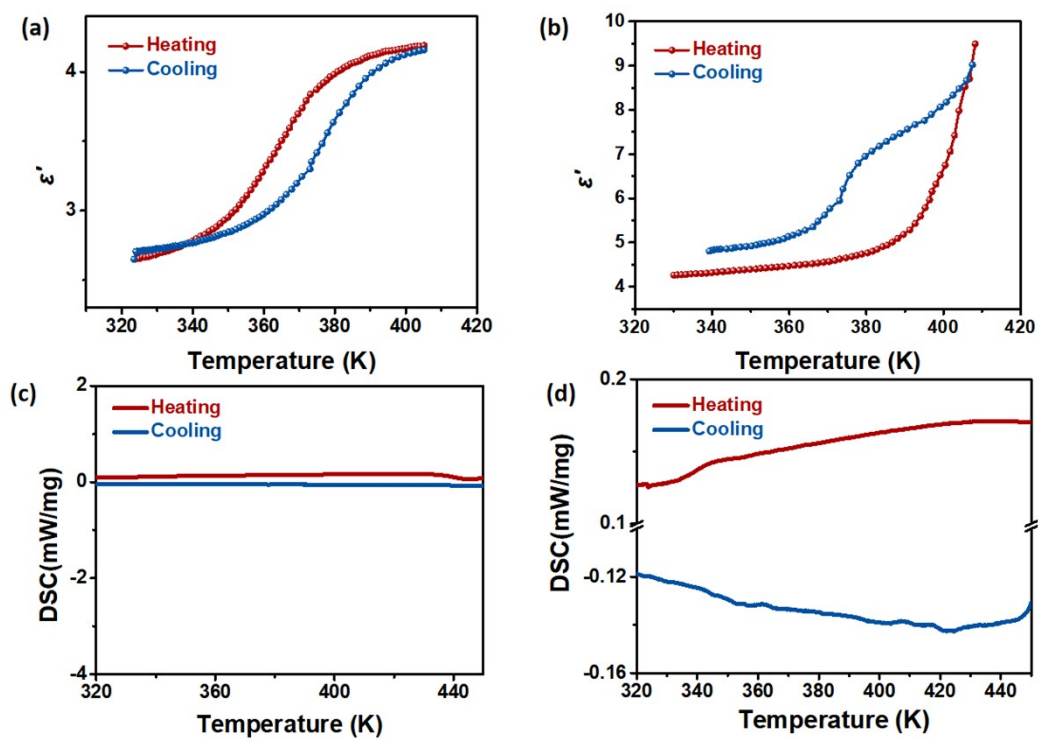 (a)
Heating
Cooling
4
3
ε'
320 340 360 380 400 420
Temperature (K)
(b)
Heating
Cooling
10
9
8
7
6
5
4
ε'
320 340 360 380 400 420
Temperature (K)
(c)
Heating
Cooling
2
0
-2
-4
DSC(mW/mg)
320 360 400 440
Temperature (K)
(d)
Heating
Cooling
0.2
0.1
-0.12
-0.16
DSC(mW/mg)
320 340 360 380 400 420 440
Temperature (K)